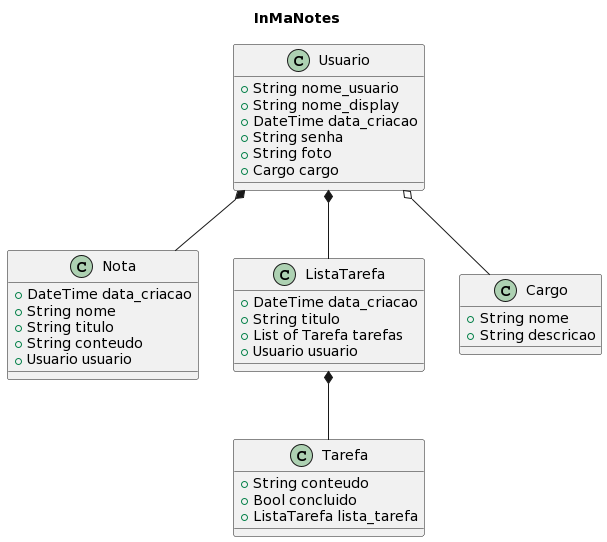 InMaNotes
C Usuario
String nome_usuario
String nome_display
DateTime data_criacao
String senha
String foto
Cargo cargo
C Nota
DateTime data_criacao
String nome
String titulo
String conteudo
Usuario usuario
C ListaTarefa
DateTime data_criacao
String titulo
List of Tarefa tarefas
Usuario usuario
C Cargo
String nome
String descricao
C Tarefa
String conteudo
Bool concluido
ListaTarefa lista_tarefa